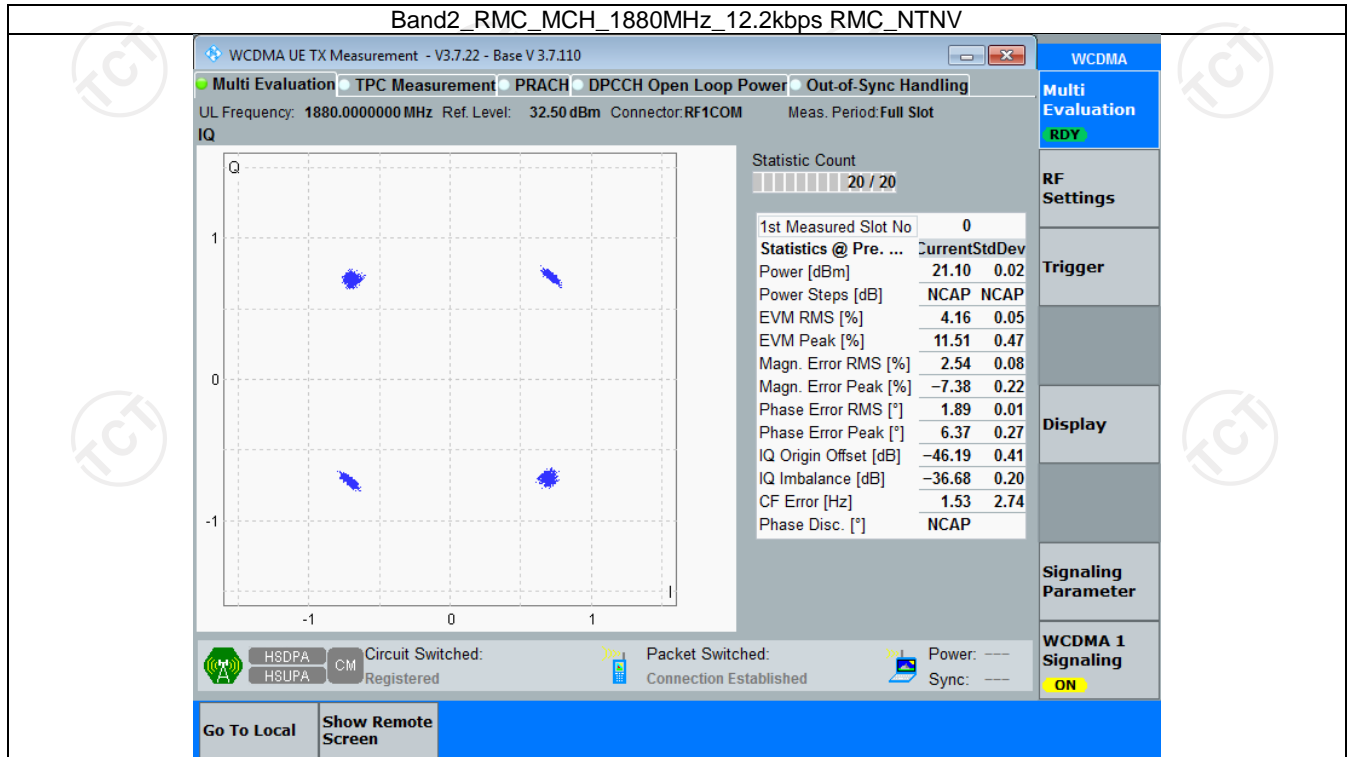 Band2_RMC_MCH_1880MHz_12.2kbps RMC_NTNV
WCDMA UE TX Measurement - V3.7.22 - Base V 3.7.110
Multi Evaluation TPC Measurement PRACH DPCCH Open Loop Power Out-of-Sync Handling
UL Frequency: 1880.0000000 MHz Ref. Level: 32.50 dBm Connector: RF1COM Meas. Period: Full Slot
IQ
Q
1
0
-1
-1 0 1
I
Statistic Count
20 / 20
1st Measured Slot No 0
Statistics @ Pre. ... Current StdDev
Power [dBm] 21.10 0.02
Power Steps [dB] NCAP NCAP
EVM RMS [%] 4.16 0.05
EVM Peak [%] 11.51 0.47
Magn. Error RMS [%] 2.54 0.08
Magn. Error Peak [%] −7.38 0.22
Phase Error RMS [°] 1.89 0.01
Phase Error Peak [°] 6.37 0.27
IQ Origin Offset [dB] −46.19 0.41
IQ Imbalance [dB] −36.68 0.20
CF Error [Hz] 1.53 2.74
Phase Disc. [°] NCAP
HSDPA
HSUPA
CM
Circuit Switched:
Registered
Packet Switched:
Connection Established
Power: ---
Sync: ---
WCDMA
Multi
Evaluation
RDY
RF
Settings
Trigger
Display
Signaling
Parameter
WCDMA 1
Signaling
ON
Go To Local
Show Remote
Screen
TCT
TCT
TCT
TCT